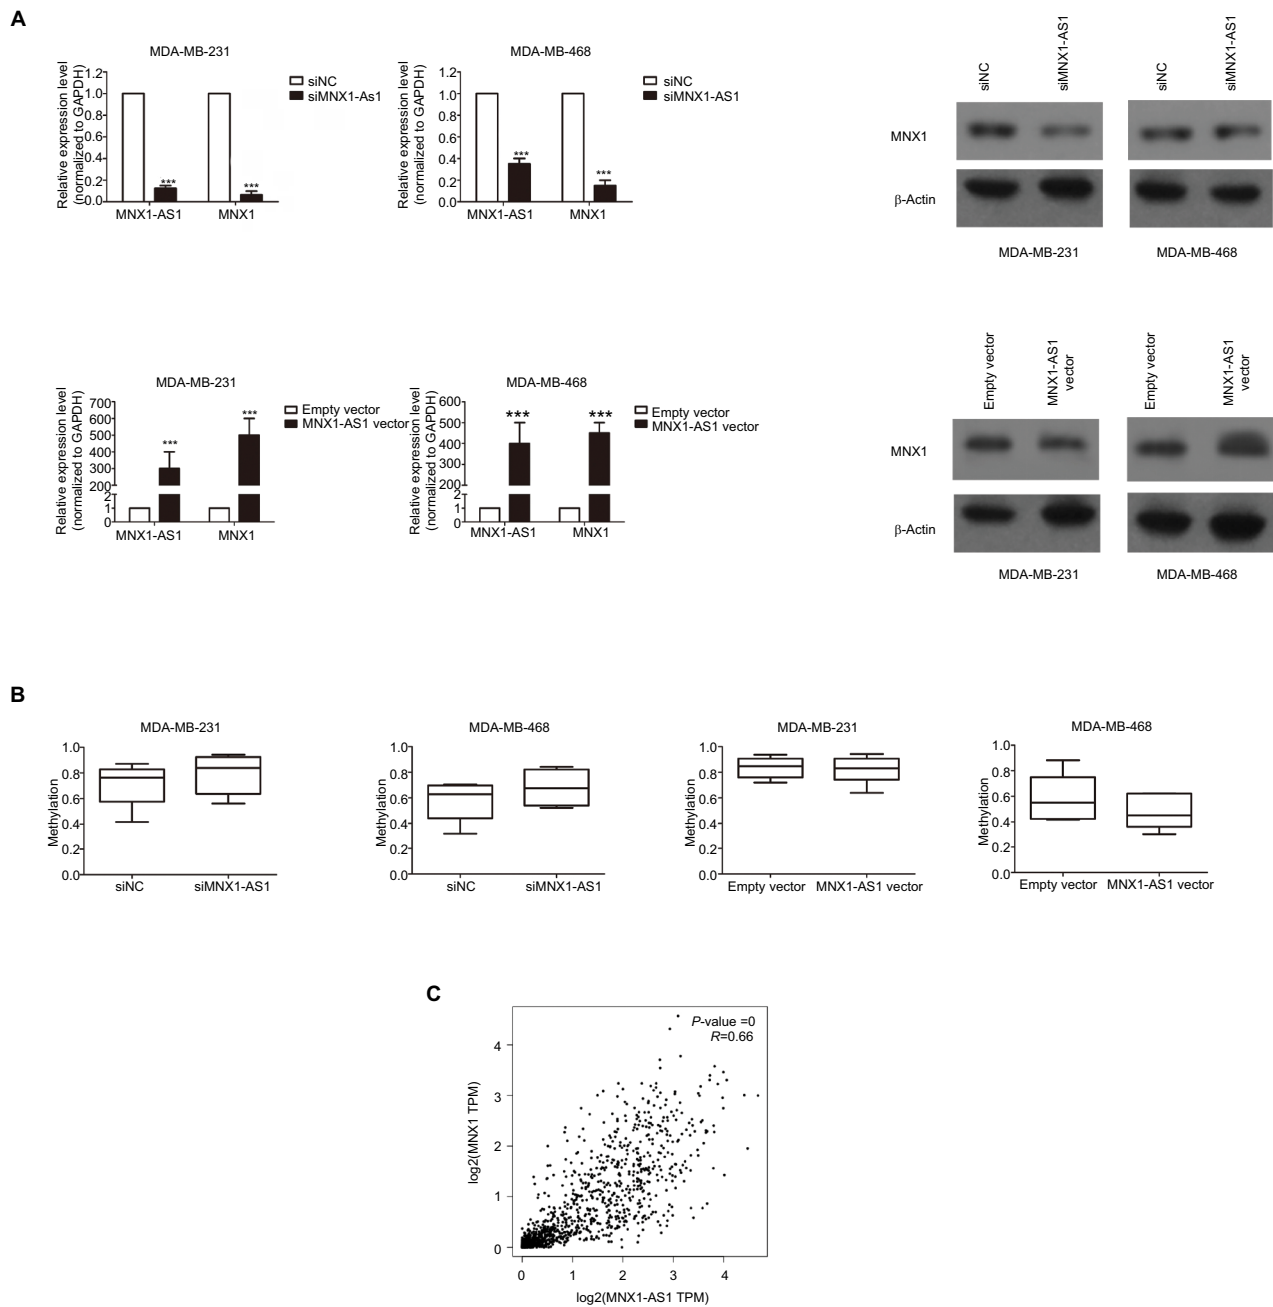 A
MDA-MB-231
Relative expression level
(normalized to GAPDH)
1.2
1.0
0.8
0.6
0.4
0.2
0.0
MNX1-AS1
MNX1
siNC
siMNX1-As1
***
***
MDA-MB-468
Relative expression level
(normalized to GAPDH)
1.2
1.0
0.8
0.6
0.4
0.2
0.0
MNX1-AS1
MNX1
siNC
siMNX1-AS1
***
***
siNC
siMNX1-AS1
siNC
siMNX1-AS1
MNX1
β-Actin
MDA-MB-231
MDA-MB-468
MDA-MB-231
Relative expression level
(normalized to GAPDH)
700
600
500
400
300
200
2
1
0
MNX1-AS1
MNX1
Empty vector
MNX1-AS1 vector
***
***
MDA-MB-468
Relative expression level
(normalized to GAPDH)
600
500
400
300
200
2
1
0
MNX1-AS1
MNX1
Empty vector
MNX1-AS1 vector
***
***
Empty vector
MNX1-AS1
vector
Empty vector
MNX1-AS1
vector
MNX1
β-Actin
MDA-MB-231
MDA-MB-468
B
MDA-MB-231
Methylation
1.0
0.8
0.6
0.4
0.2
0.0
siNC
siMNX1-AS1
MDA-MB-468
Methylation
1.0
0.8
0.6
0.4
0.2
0.0
siNC
siMNX1-AS1
MDA-MB-231
Methylation
1.0
0.8
0.6
0.4
0.2
0.0
Empty vector
MNX1-AS1 vector
MDA-MB-468
Methylation
1.0
0.8
0.6
0.4
0.2
0.0
Empty vector
MNX1-AS1 vector
C
P-value =0
R=0.66
log2(MNX1 TPM)
4
3
2
1
0
0
1
2
3
4
log2(MNX1-AS1 TPM)